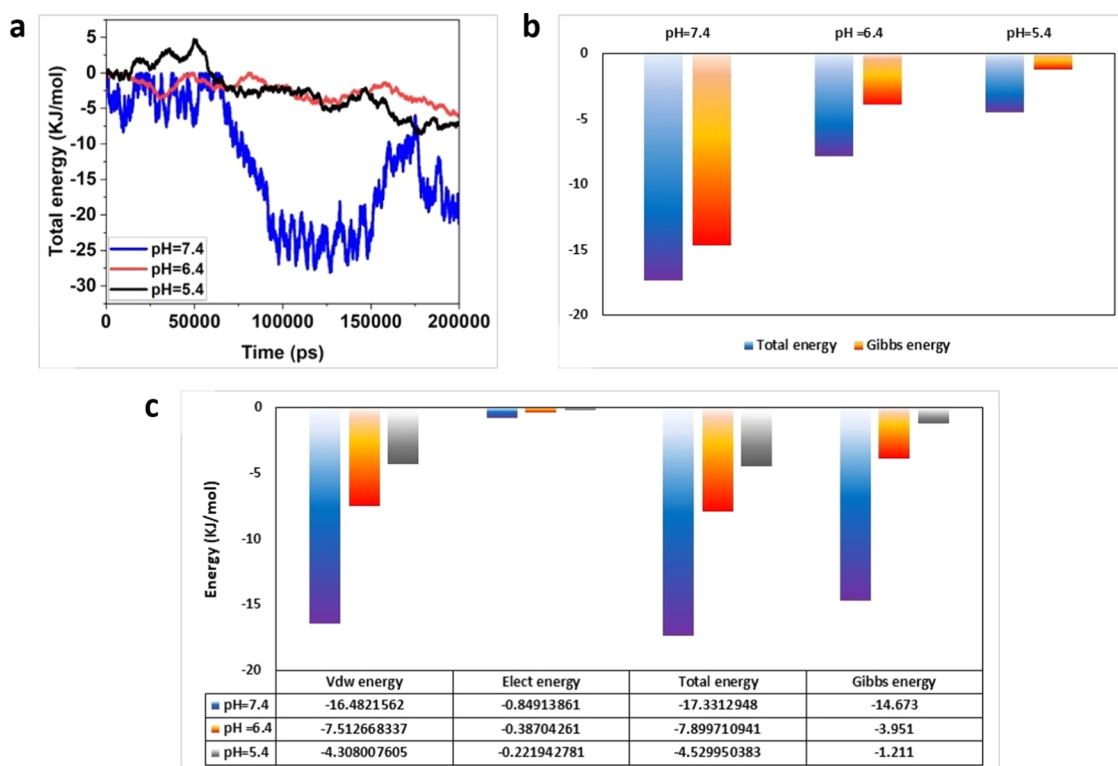 a
Total energy (KJ/mol)
5
0
-5
-10
-15
-20
-25
-30
pH=7.4
pH=6.4
pH=5.4
0 50000 100000 150000 200000
Time (ps)
b
pH=7.4 pH =6.4 pH=5.4
0
-5
-10
-15
-20
Total energy Gibbs energy
c
Energy (KJ/mol)
0
-5
-10
-15
-20
Vdw energy Elect energy Total energy Gibbs energy
pH=7.4 -16.4821562 -0.84913861 -17.3312948 -14.673
pH =6.4 -7.512668337 -0.38704261 -7.899710941 -3.951
pH=5.4 -4.308007605 -0.221942781 -4.529950383 -1.211